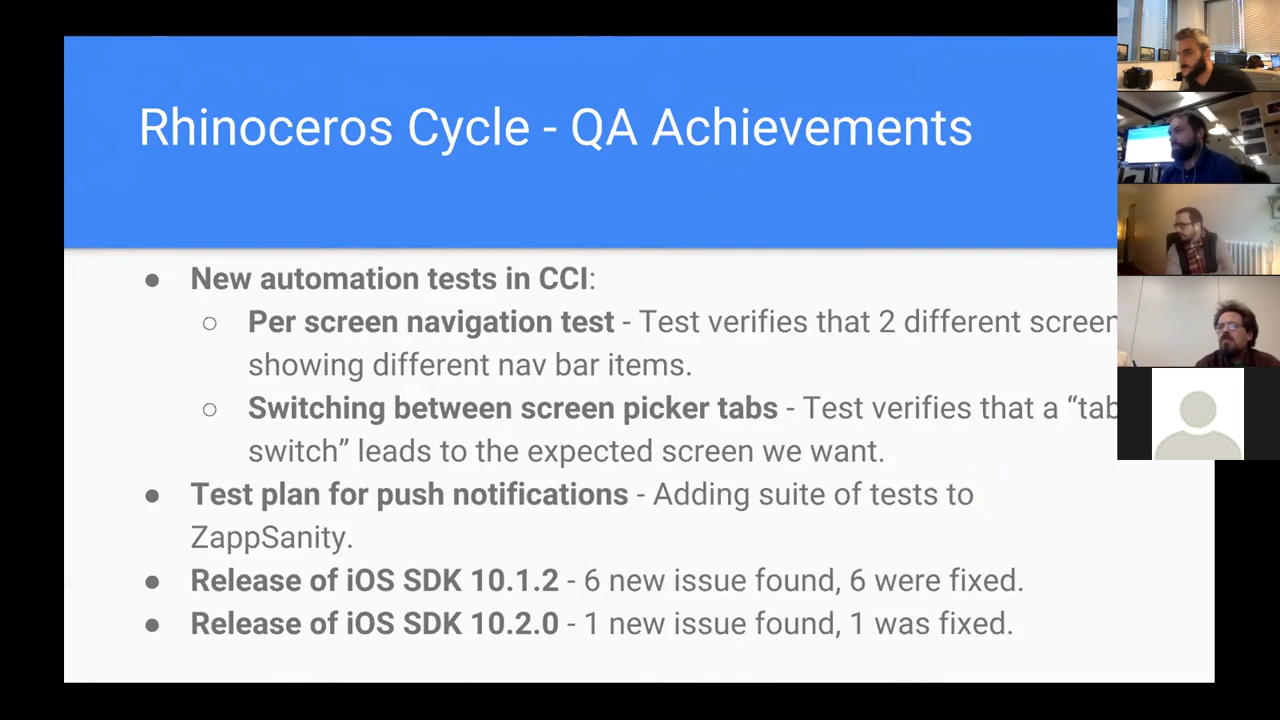 Rhinoceros Cycle - QA Achievements
● New automation tests in CCI:
○ Per screen navigation test - Test verifies that 2 different screen
showing different nav bar items.
○ Switching between screen picker tabs - Test verifies that a “tab
switch” leads to the expected screen we want.
● Test plan for push notifications - Adding suite of tests to
ZappSanity.
● Release of iOS SDK 10.1.2 - 6 new issue found, 6 were fixed.
● Release of iOS SDK 10.2.0 - 1 new issue found, 1 was fixed.